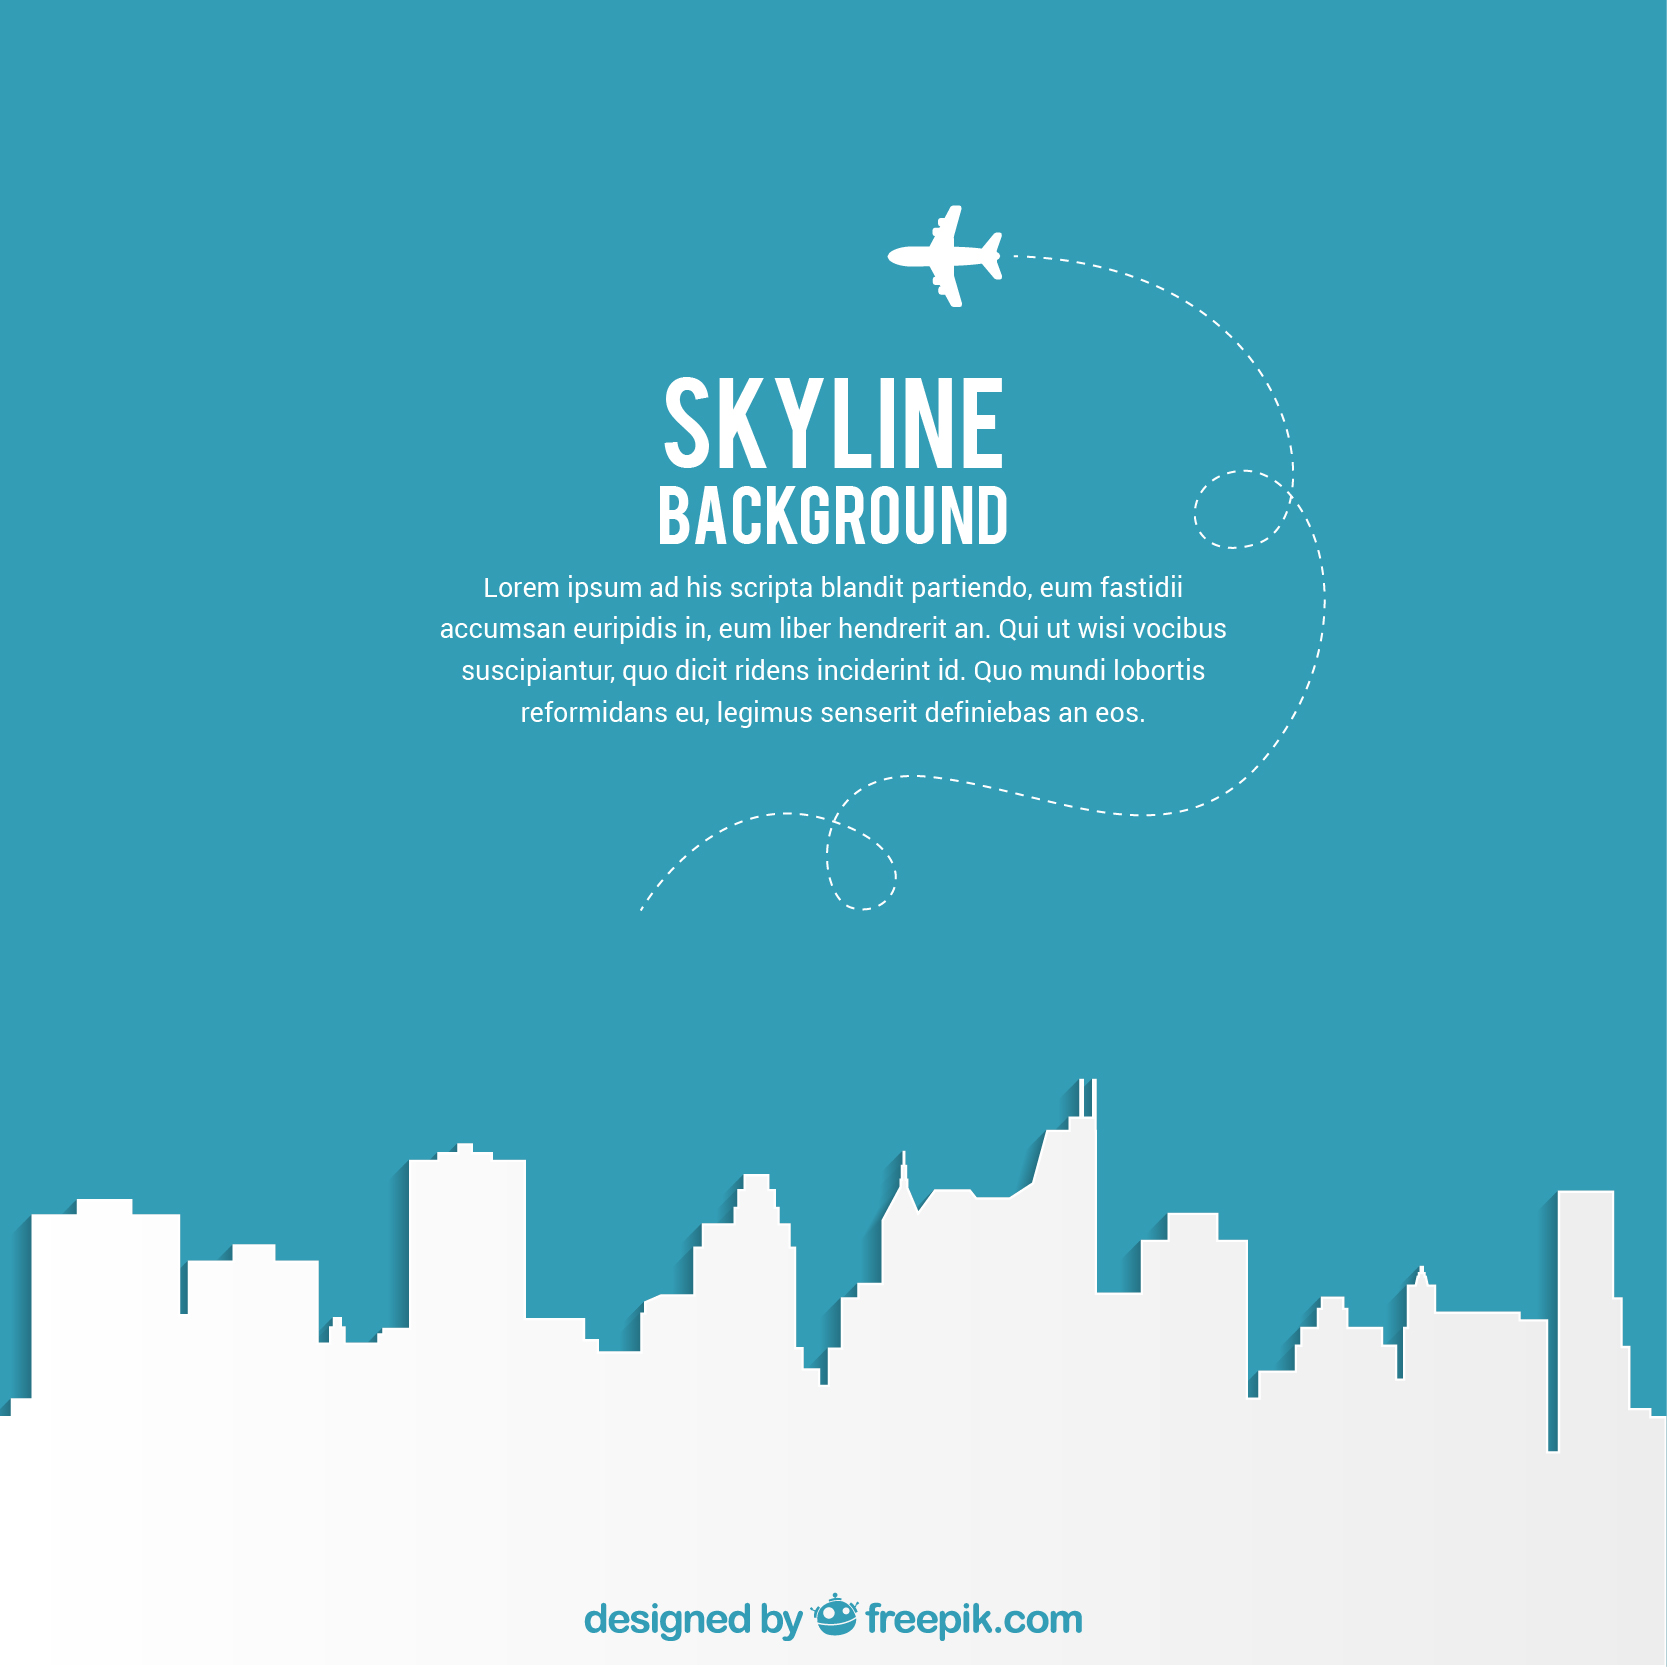 SKYLINE
BACKGROUND
Lorem ipsum ad his scripta blandit partiendo, eum fastidii
accumsan euripidis in, eum liber hendrerit an. Qui ut wisi vocibus
suscipiantur, quo dicit ridens inciderint id. Quo mundi lobortis
reformidans eu, legimus senserit definiebas an eos.
designed by freepik.com